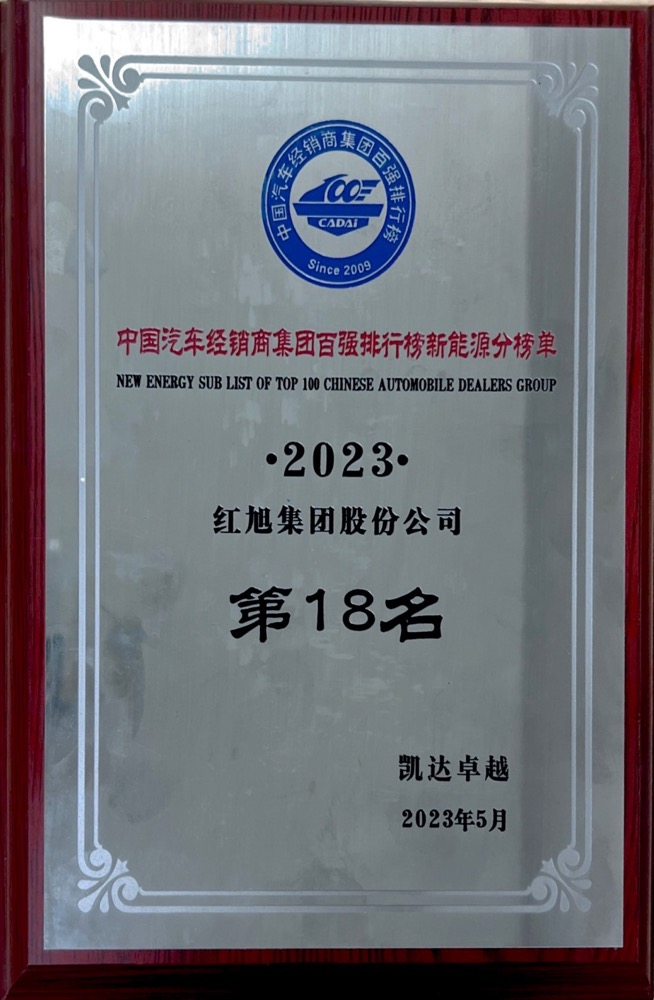 中国汽车经销商集团百强排行榜
100
CADAI
Since 2009
中国汽车经销商集团百强排行榜新能源分榜单
NEW ENERGY SUB LIST OF TOP 100 CHINESE AUTOMOBILE DEALERS GROUP
·2023·
红旭集团股份公司
第18名
凯达卓越
2023年5月